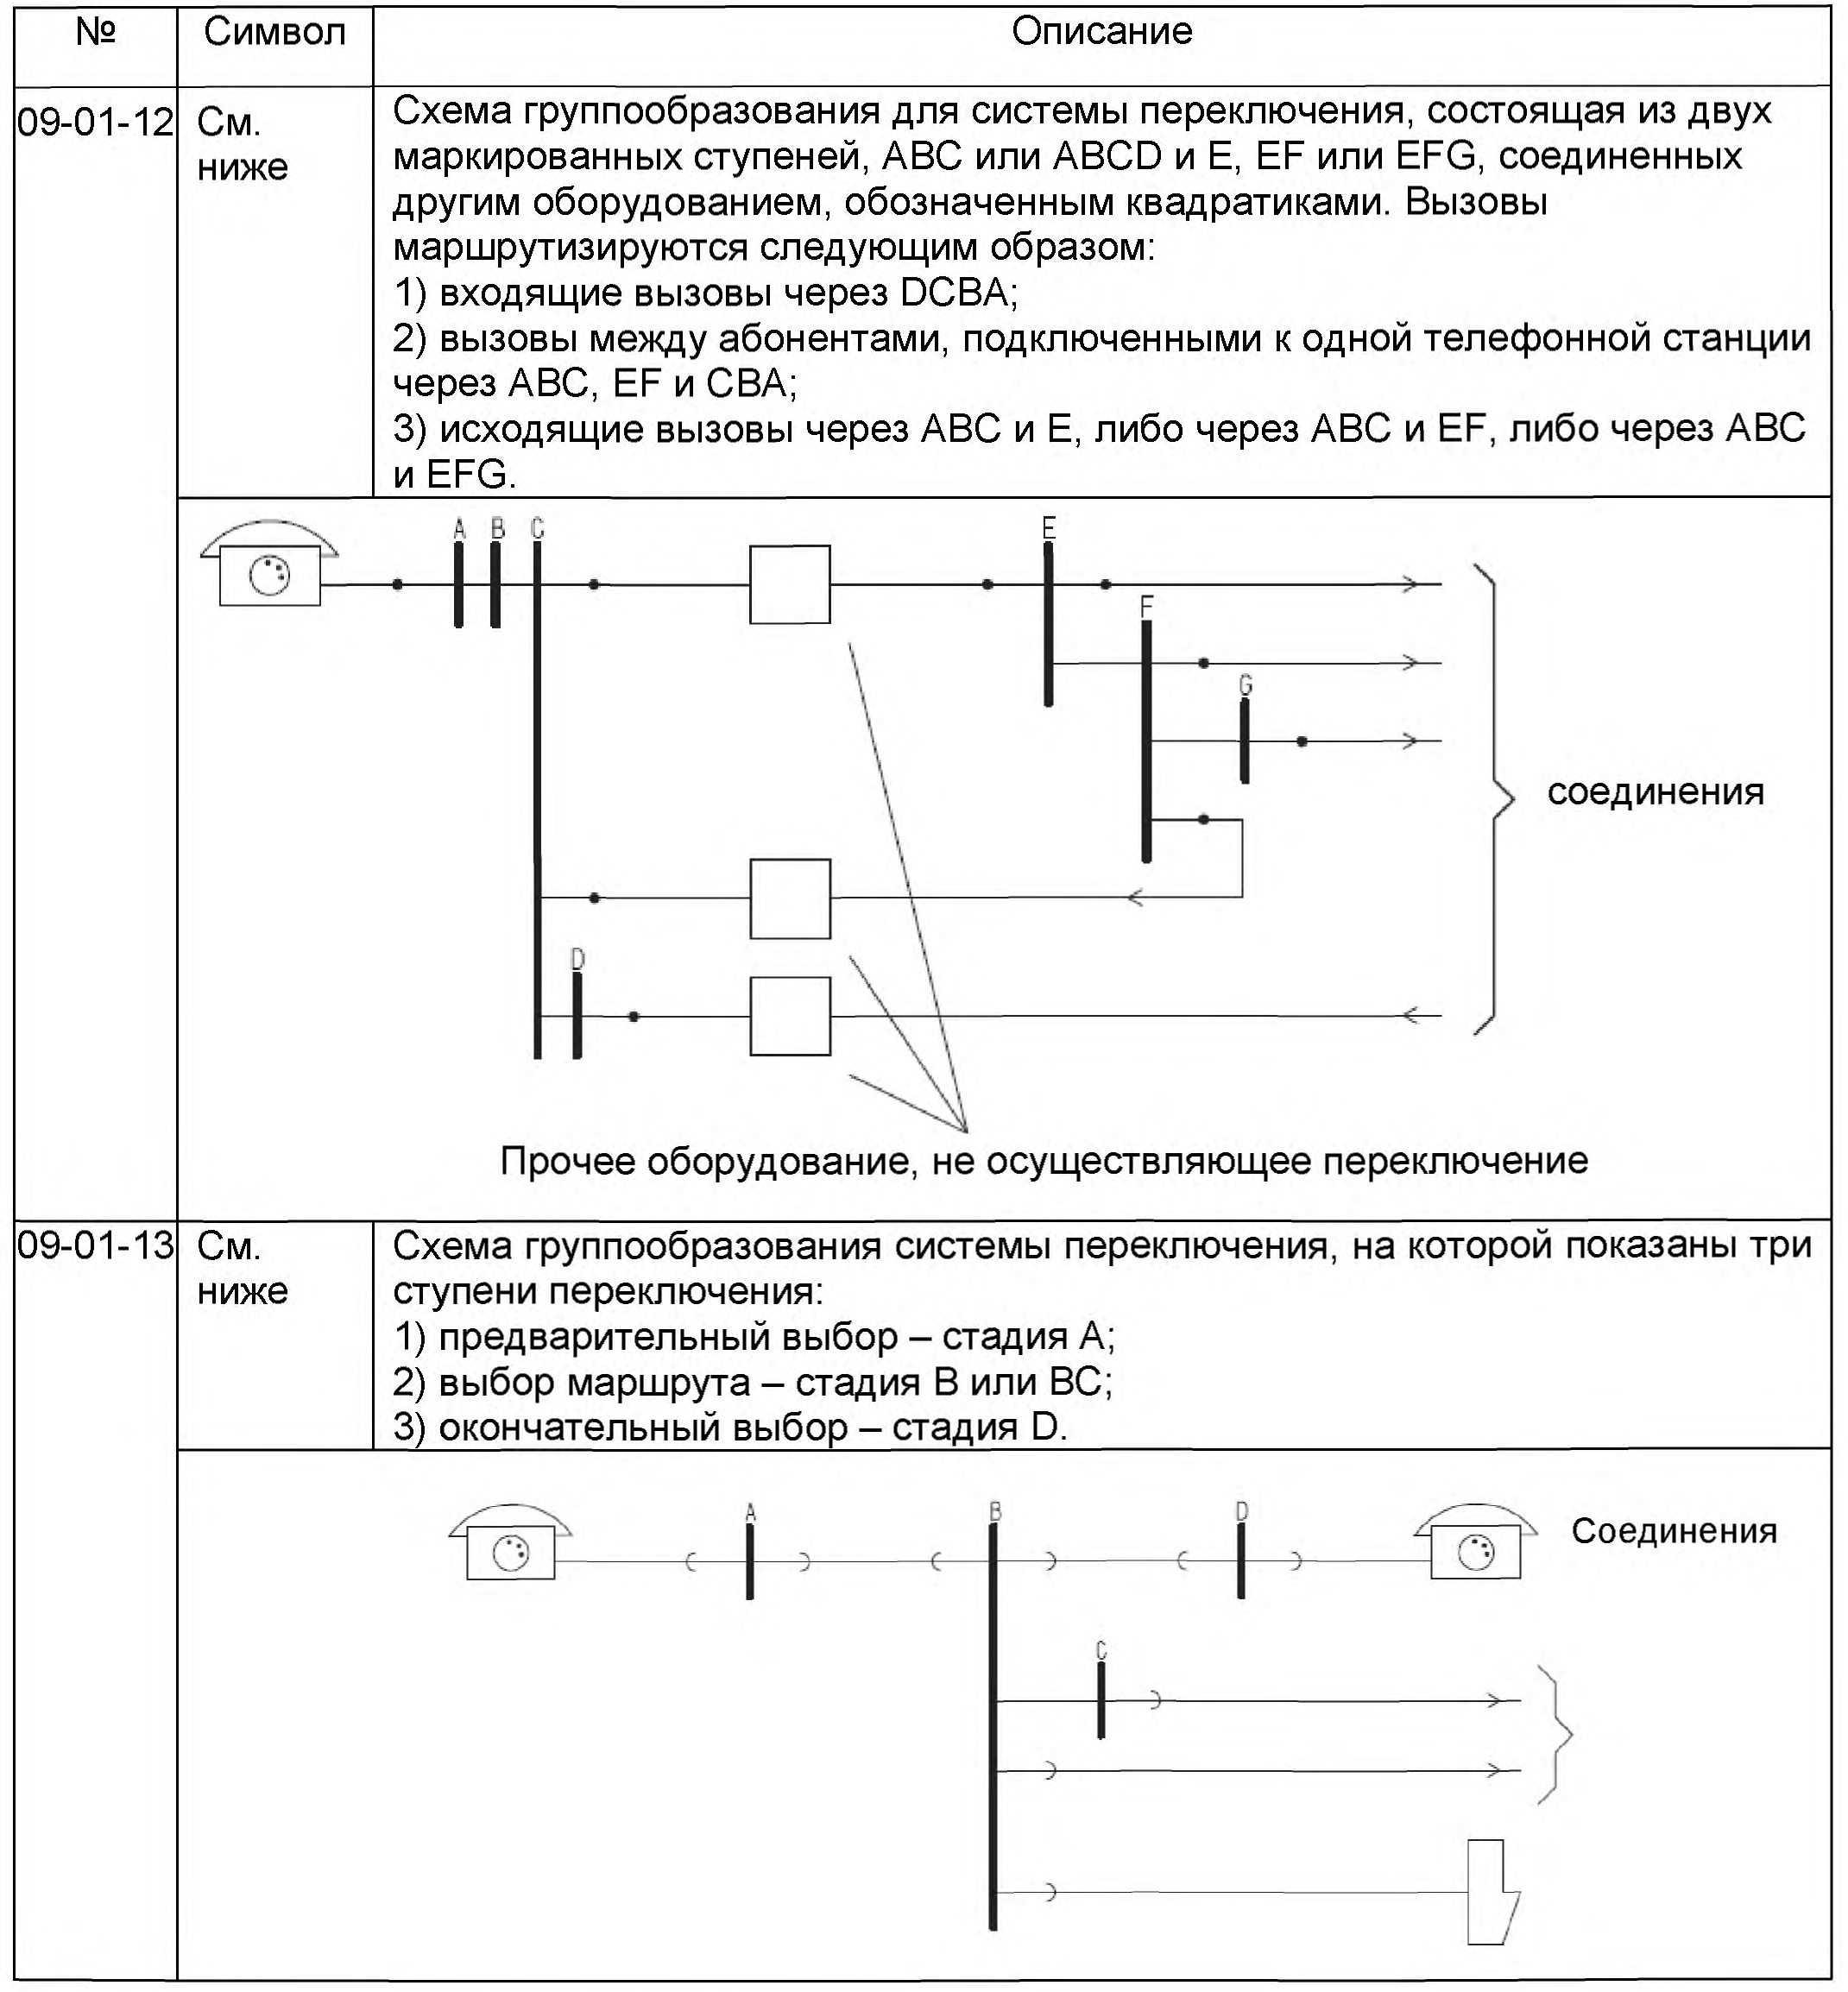 № Символ Описание
09-01-12 См. ниже
Схема группообразования для системы переключения, состоящая из двух
маркированных ступеней, ABC или ABCD и E, EF или EFG, соединенных
другим оборудованием, обозначенным квадратиками. Вызовы
маршрутизируются следующим образом:
1) входящие вызовы через DCBA;
2) вызовы между абонентами, подключенными к одной телефонной станции
через ABC, EF и CBA;
3) исходящие вызовы через ABC и E, либо через ABC и EF, либо через ABC
и EFG.
A B C E
F
G
соединения
D
Прочее оборудование, не осуществляющее переключение
09-01-13 См. ниже
Схема группообразования системы переключения, на которой показаны три
ступени переключения:
1) предварительный выбор – стадия A;
2) выбор маршрута – стадия B или BC;
3) окончательный выбор – стадия D.
A B D Соединения
C